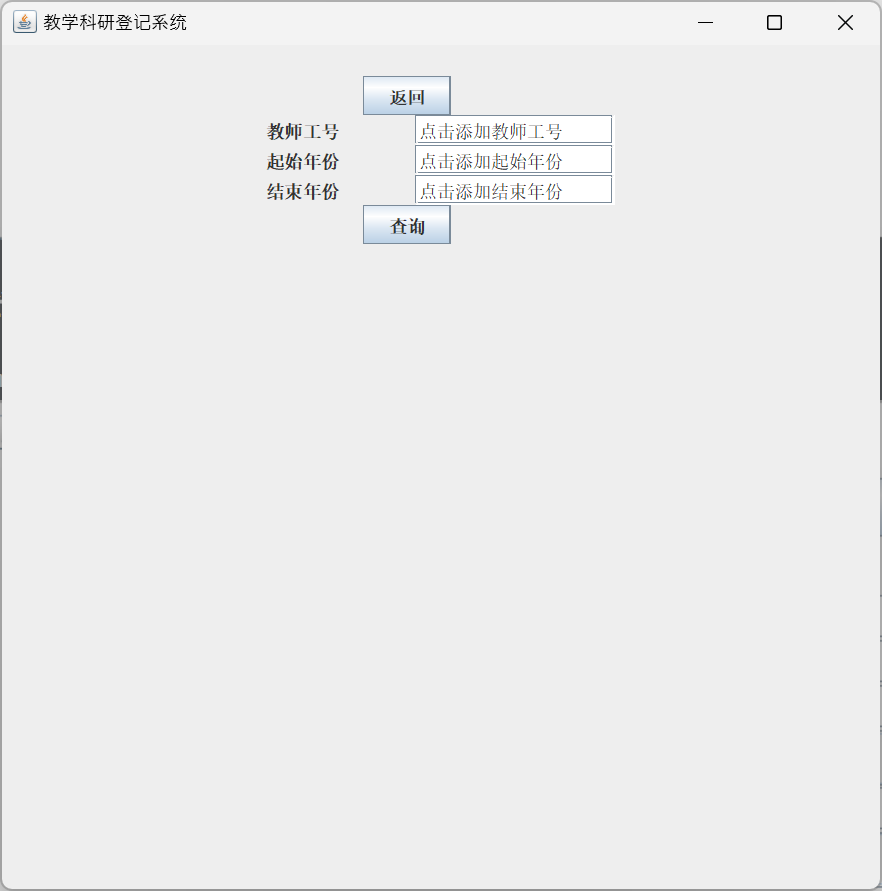 教学科研登记系统
返回
教师工号 点击添加教师工号
起始年份 点击添加起始年份
结束年份 点击添加结束年份
查询